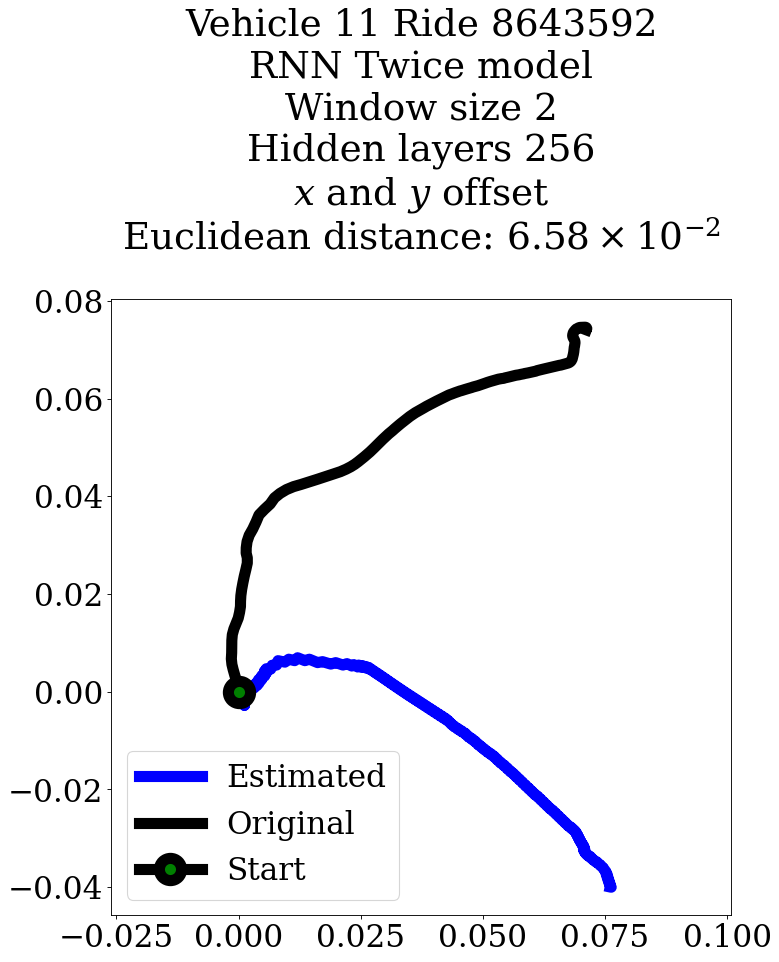 Vehicle 11 Ride 8643592
RNN Twice model
Window size 2
Hidden layers 256
x and y offset
Euclidean distance: 6.58 × 10⁻²
0.08
0.06
0.04
0.02
0.00
−0.02
−0.04
Estimated
Original
Start
−0.025 0.000 0.025 0.050 0.075 0.100